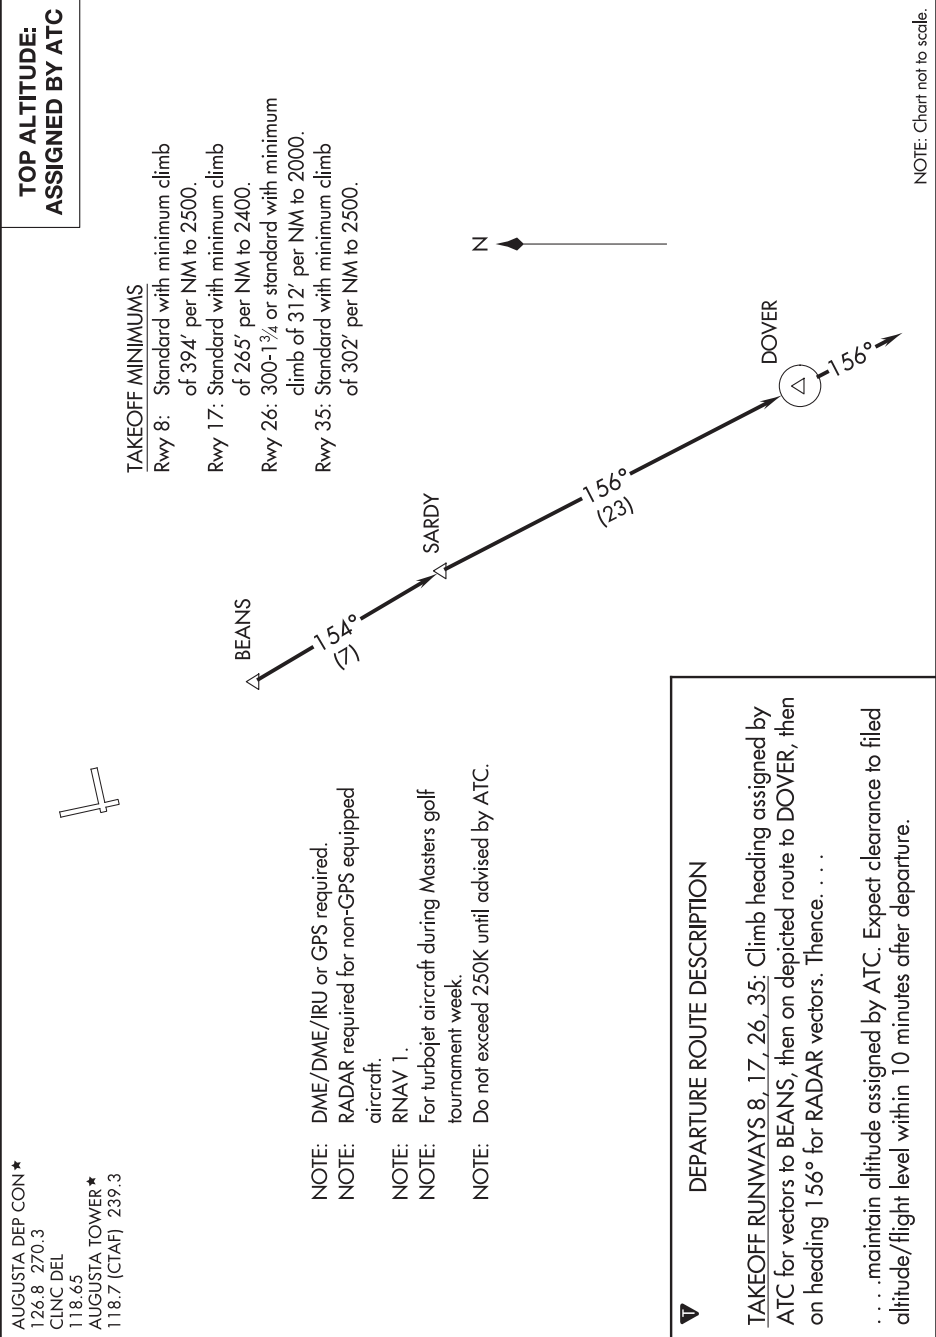 AUGUSTA DEP CON★
126.8 270.3
CLNC DEL
118.65
AUGUSTA TOWER★
118.7 (CTAF) 239.3
TOP ALTITUDE:
ASSIGNED BY ATC
TAKEOFF MINIMUMS
Rwy 8: Standard with minimum climb
of 394' per NM to 2500.
Rwy 17: Standard with minimum climb
of 265' per NM to 2400.
Rwy 26: 300-1¾ or standard with minimum
climb of 312' per NM to 2000.
Rwy 35: Standard with minimum climb
of 302' per NM to 2500.
BEANS
154°
(7)
SARDY
156°
(23)
DOVER
156°
N
NOTE: DME/DME/IRU or GPS required.
NOTE: RADAR required for non-GPS equipped
aircraft.
NOTE: RNAV 1.
NOTE: For turbojet aircraft during Masters golf
tournament week.
NOTE: Do not exceed 250K until advised by ATC.
T
DEPARTURE ROUTE DESCRIPTION
TAKEOFF RUNWAYS 8, 17, 26, 35: Climb heading assigned by
ATC for vectors to BEANS, then on depicted route to DOVER, then
on heading 156° for RADAR vectors. Thence. . . .
. . . .maintain altitude assigned by ATC. Expect clearance to filed
altitude/flight level within 10 minutes after departure.
NOTE: Chart not to scale.